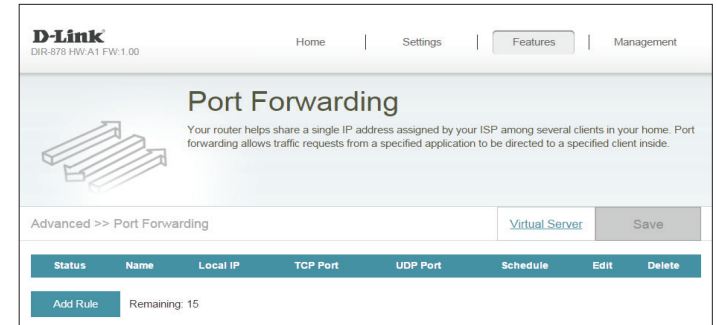 D-Link
DIR-878 HW:A1 FW:1.00
Home | Settings | Features | Management
Port Forwarding
Your router helps share a single IP address assigned by your ISP among several clients in your home. Port
forwarding allows traffic requests from a specified application to be directed to a specified client inside.
Advanced >> Port Forwarding
Virtual Server
Save
Status Name Local IP TCP Port UDP Port Schedule Edit Delete
Add Rule Remaining: 15